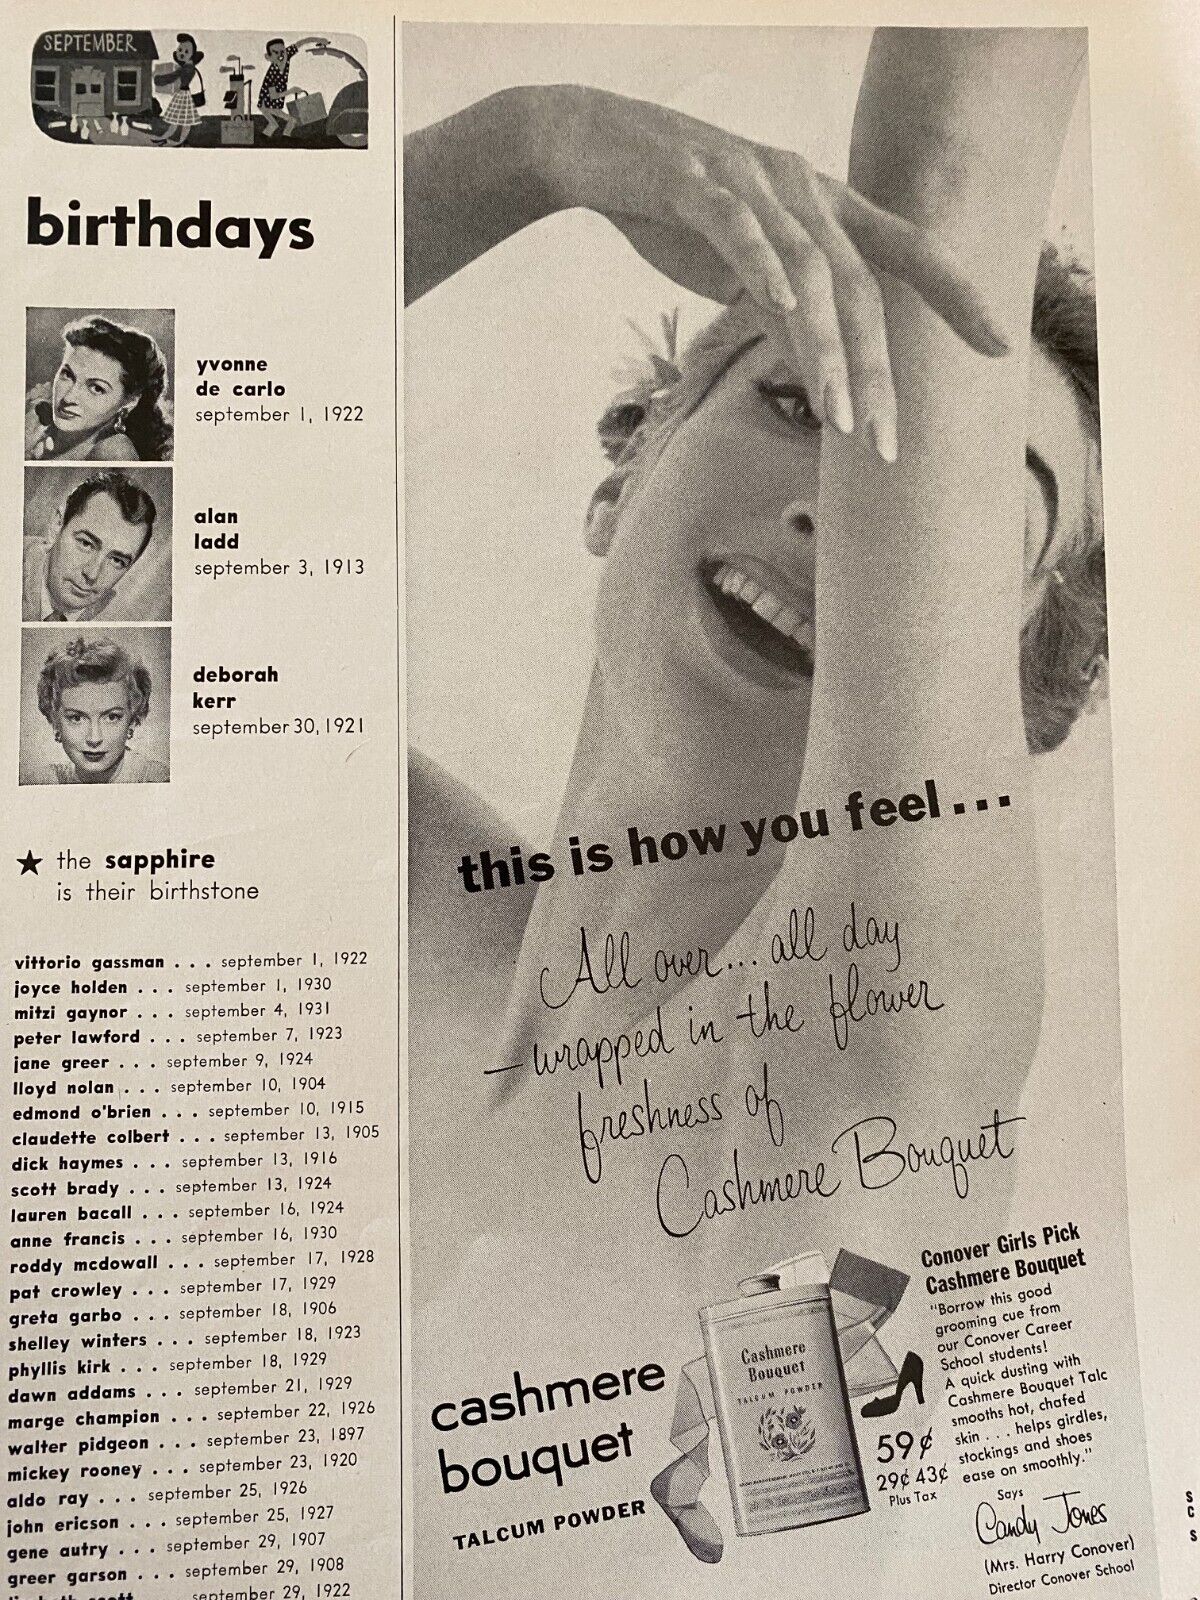 SEPTEMBER
birthdays
yvonne
de carlo
september 1, 1922
alan
ladd
september 3, 1913
deborah
kerr
september 30, 1921
★ the sapphire
is their birthstone
vittorio gassman . . . september 1, 1922
joyce holden . . . september 1, 1930
mitzi gaynor . . . september 4, 1931
peter lawford . . . september 7, 1923
jane greer . . . september 9, 1924
lloyd nolan . . . september 10, 1904
edmond o'brien . . . september 10, 1915
claudette colbert . . . september 13, 1905
dick haymes . . . september 13, 1916
scott brady . . . september 13, 1924
lauren bacall . . . september 16, 1924
anne francis . . . september 16, 1930
roddy mcdowall . . . september 17, 1928
pat crowley . . . september 17, 1929
greta garbo . . . september 18, 1906
shelley winters . . . september 18, 1923
phyllis kirk . . . september 18, 1929
dawn addams . . . september 21, 1929
marge champion . . . september 22, 1926
walter pidgeon . . . september 23, 1897
mickey rooney . . . september 23, 1920
aldo ray . . . september 25, 1926
john ericson . . . september 25, 1927
gene autry . . . september 29, 1907
greer garson . . . september 29, 1908
september 29, 1922
this is how you feel...
All over... all day
—wrapped in the flower
freshness of
Cashmere Bouquet
cashmere
bouquet
TALCUM POWDER
Cashmere
Bouquet
TALCUM POWDER
59¢
29¢ 43¢
Plus Tax
Conover Girls Pick
Cashmere Bouquet
"Borrow this good
grooming cue from
our Conover Career
School students!
A quick dusting with
Cashmere Bouquet Talc
smooths hot, chafed
skin . . . helps girdles,
stockings and shoes
ease on smoothly."
Says
Candy Jones
(Mrs. Harry Conover)
Director Conover School
S
C
S